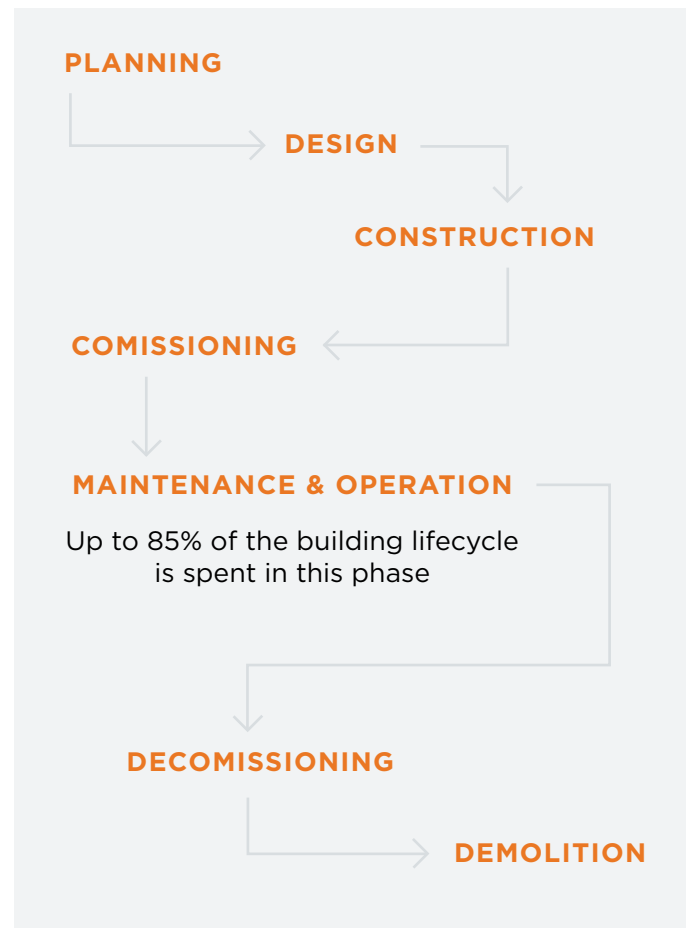 PLANNING
DESIGN
CONSTRUCTION
COMISSIONING
MAINTENANCE & OPERATION
Up to 85% of the building lifecycle
is spent in this phase
DECOMISSIONING
DEMOLITION